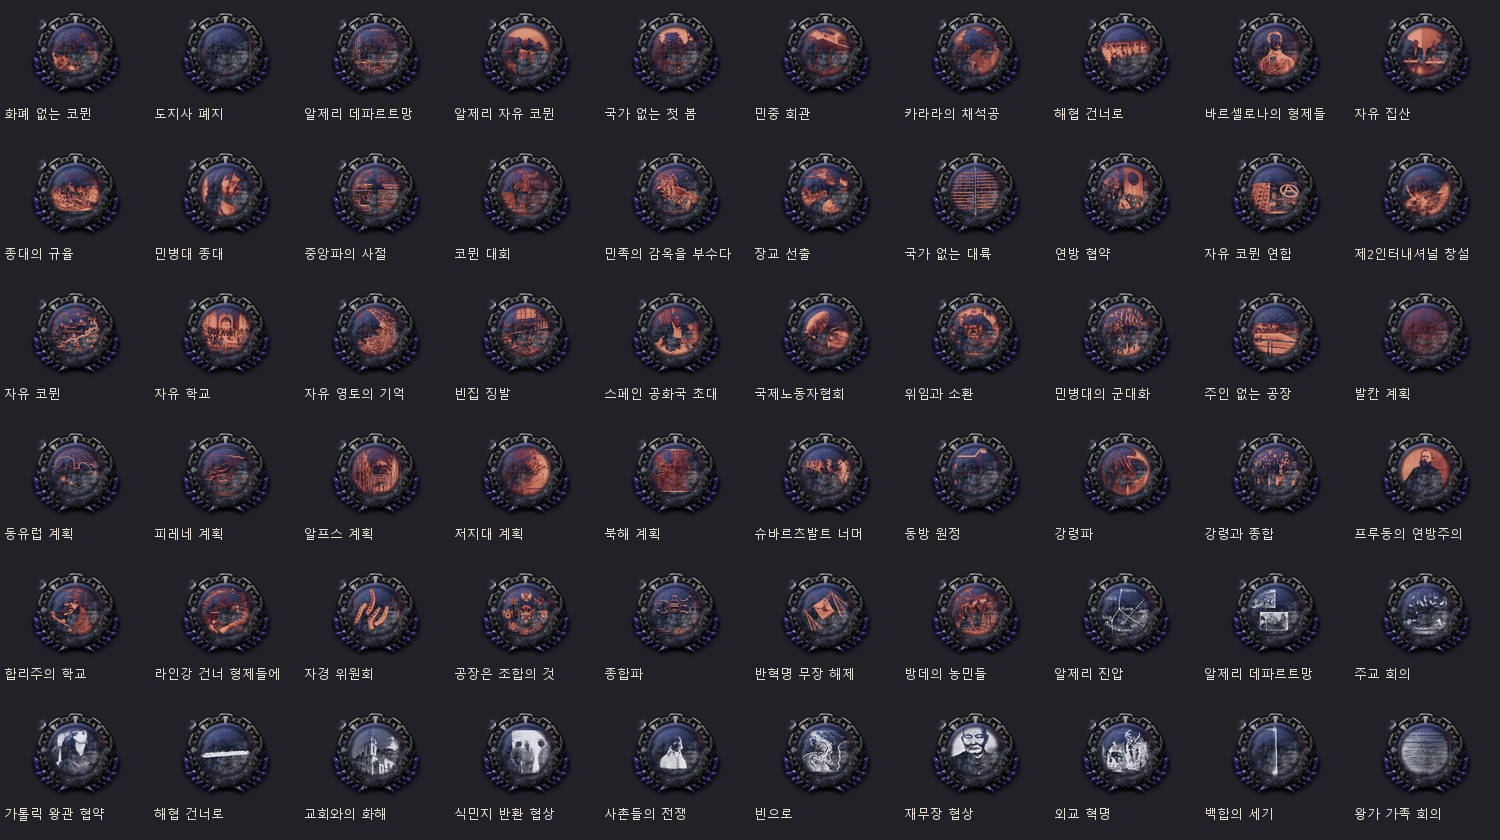 화폐 없는 코뮌
도지사 폐지
알제리 데파르트망
알제리 자유 코뮌
국가 없는 첫 봄
민중 회관
카라라의 채석공
해협 건너로
바르셀로나의 형제들
자유 집산
종대의 규율
민병대 종대
중앙파의 사절
코뮌 대회
민족의 감옥을 부수다
장교 선출
국가 없는 대륙
연방 협약
자유 코뮌 연합
제2인터내셔널 창설
자유 코뮌
자유 학교
자유 영토의 기억
빈집 징발
스페인 공화국 초대
국제노동자협회
위임과 소환
민병대의 군대화
주인 없는 공장
발칸 계획
동유럽 계획
피레네 계획
알프스 계획
저지대 계획
북해 계획
슈바르츠발트 너머
동방 원정
강령파
강령과 종합
프루동의 연방주의
합리주의 학교
라인강 건너 형제들에
자경 위원회
공장은 조합의 것
종합파
반혁명 무장 해제
방데의 농민들
알제리 진압
알제리 데파르트망
주교 회의
가톨릭 왕관 협약
해협 건너로
교회와의 화해
식민지 반환 협상
사촌들의 전쟁
빈으로
재무장 협상
외교 혁명
백합의 세기
왕가 가족 회의